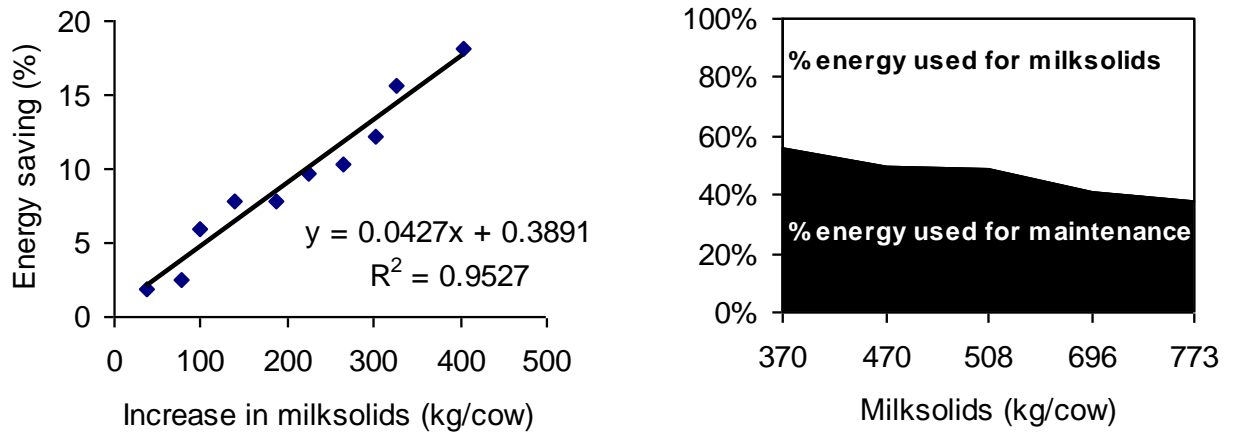 20
15
10
5
0
Energy saving (%)
y = 0.0427x + 0.3891
R² = 0.9527
0 100 200 300 400 500
Increase in milksolids (kg/cow)
100%
80%
60%
40%
20%
0%
% energy used for milksolids
% energy used for maintenance
370 470 508 696 773
Milksolids (kg/cow)